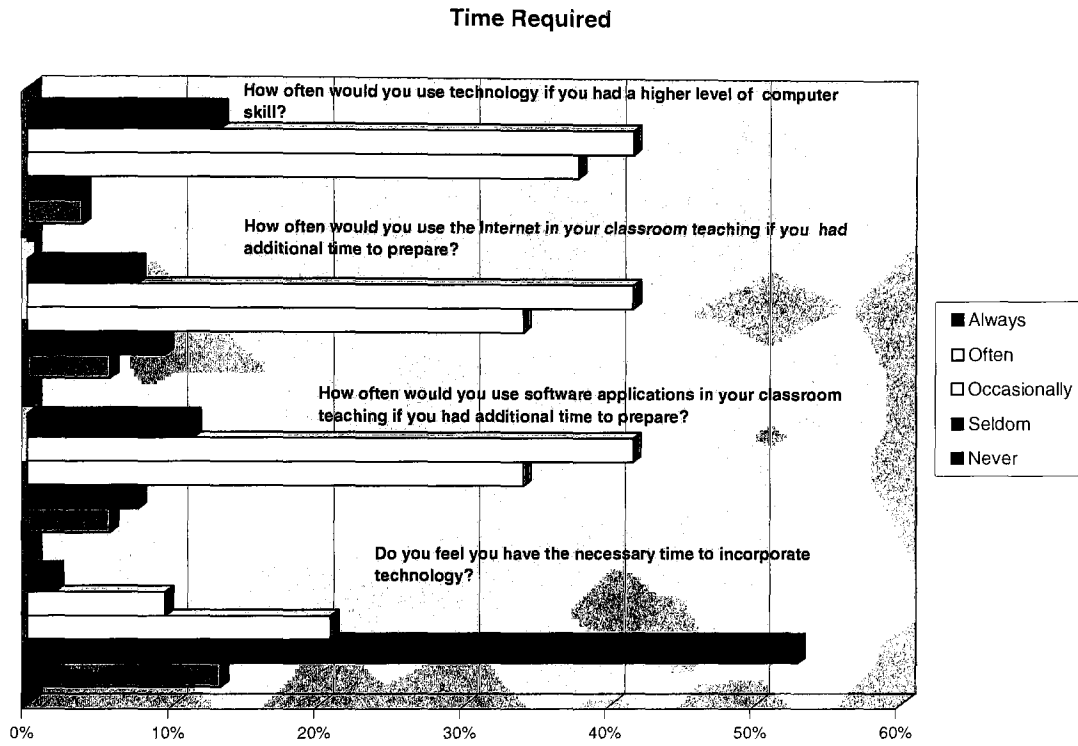 Time Required
How often would you use technology if you had a higher level of computer
skill?
How often would you use the Internet in your classroom teaching if you had
additional time to prepare?
How often would you use software applications in your classroom
teaching if you had additional time to prepare?
Do you feel you have the necessary time to incorporate
technology?
Always
Often
Occasionally
Seldom
Never
0% 10% 20% 30% 40% 50% 60%